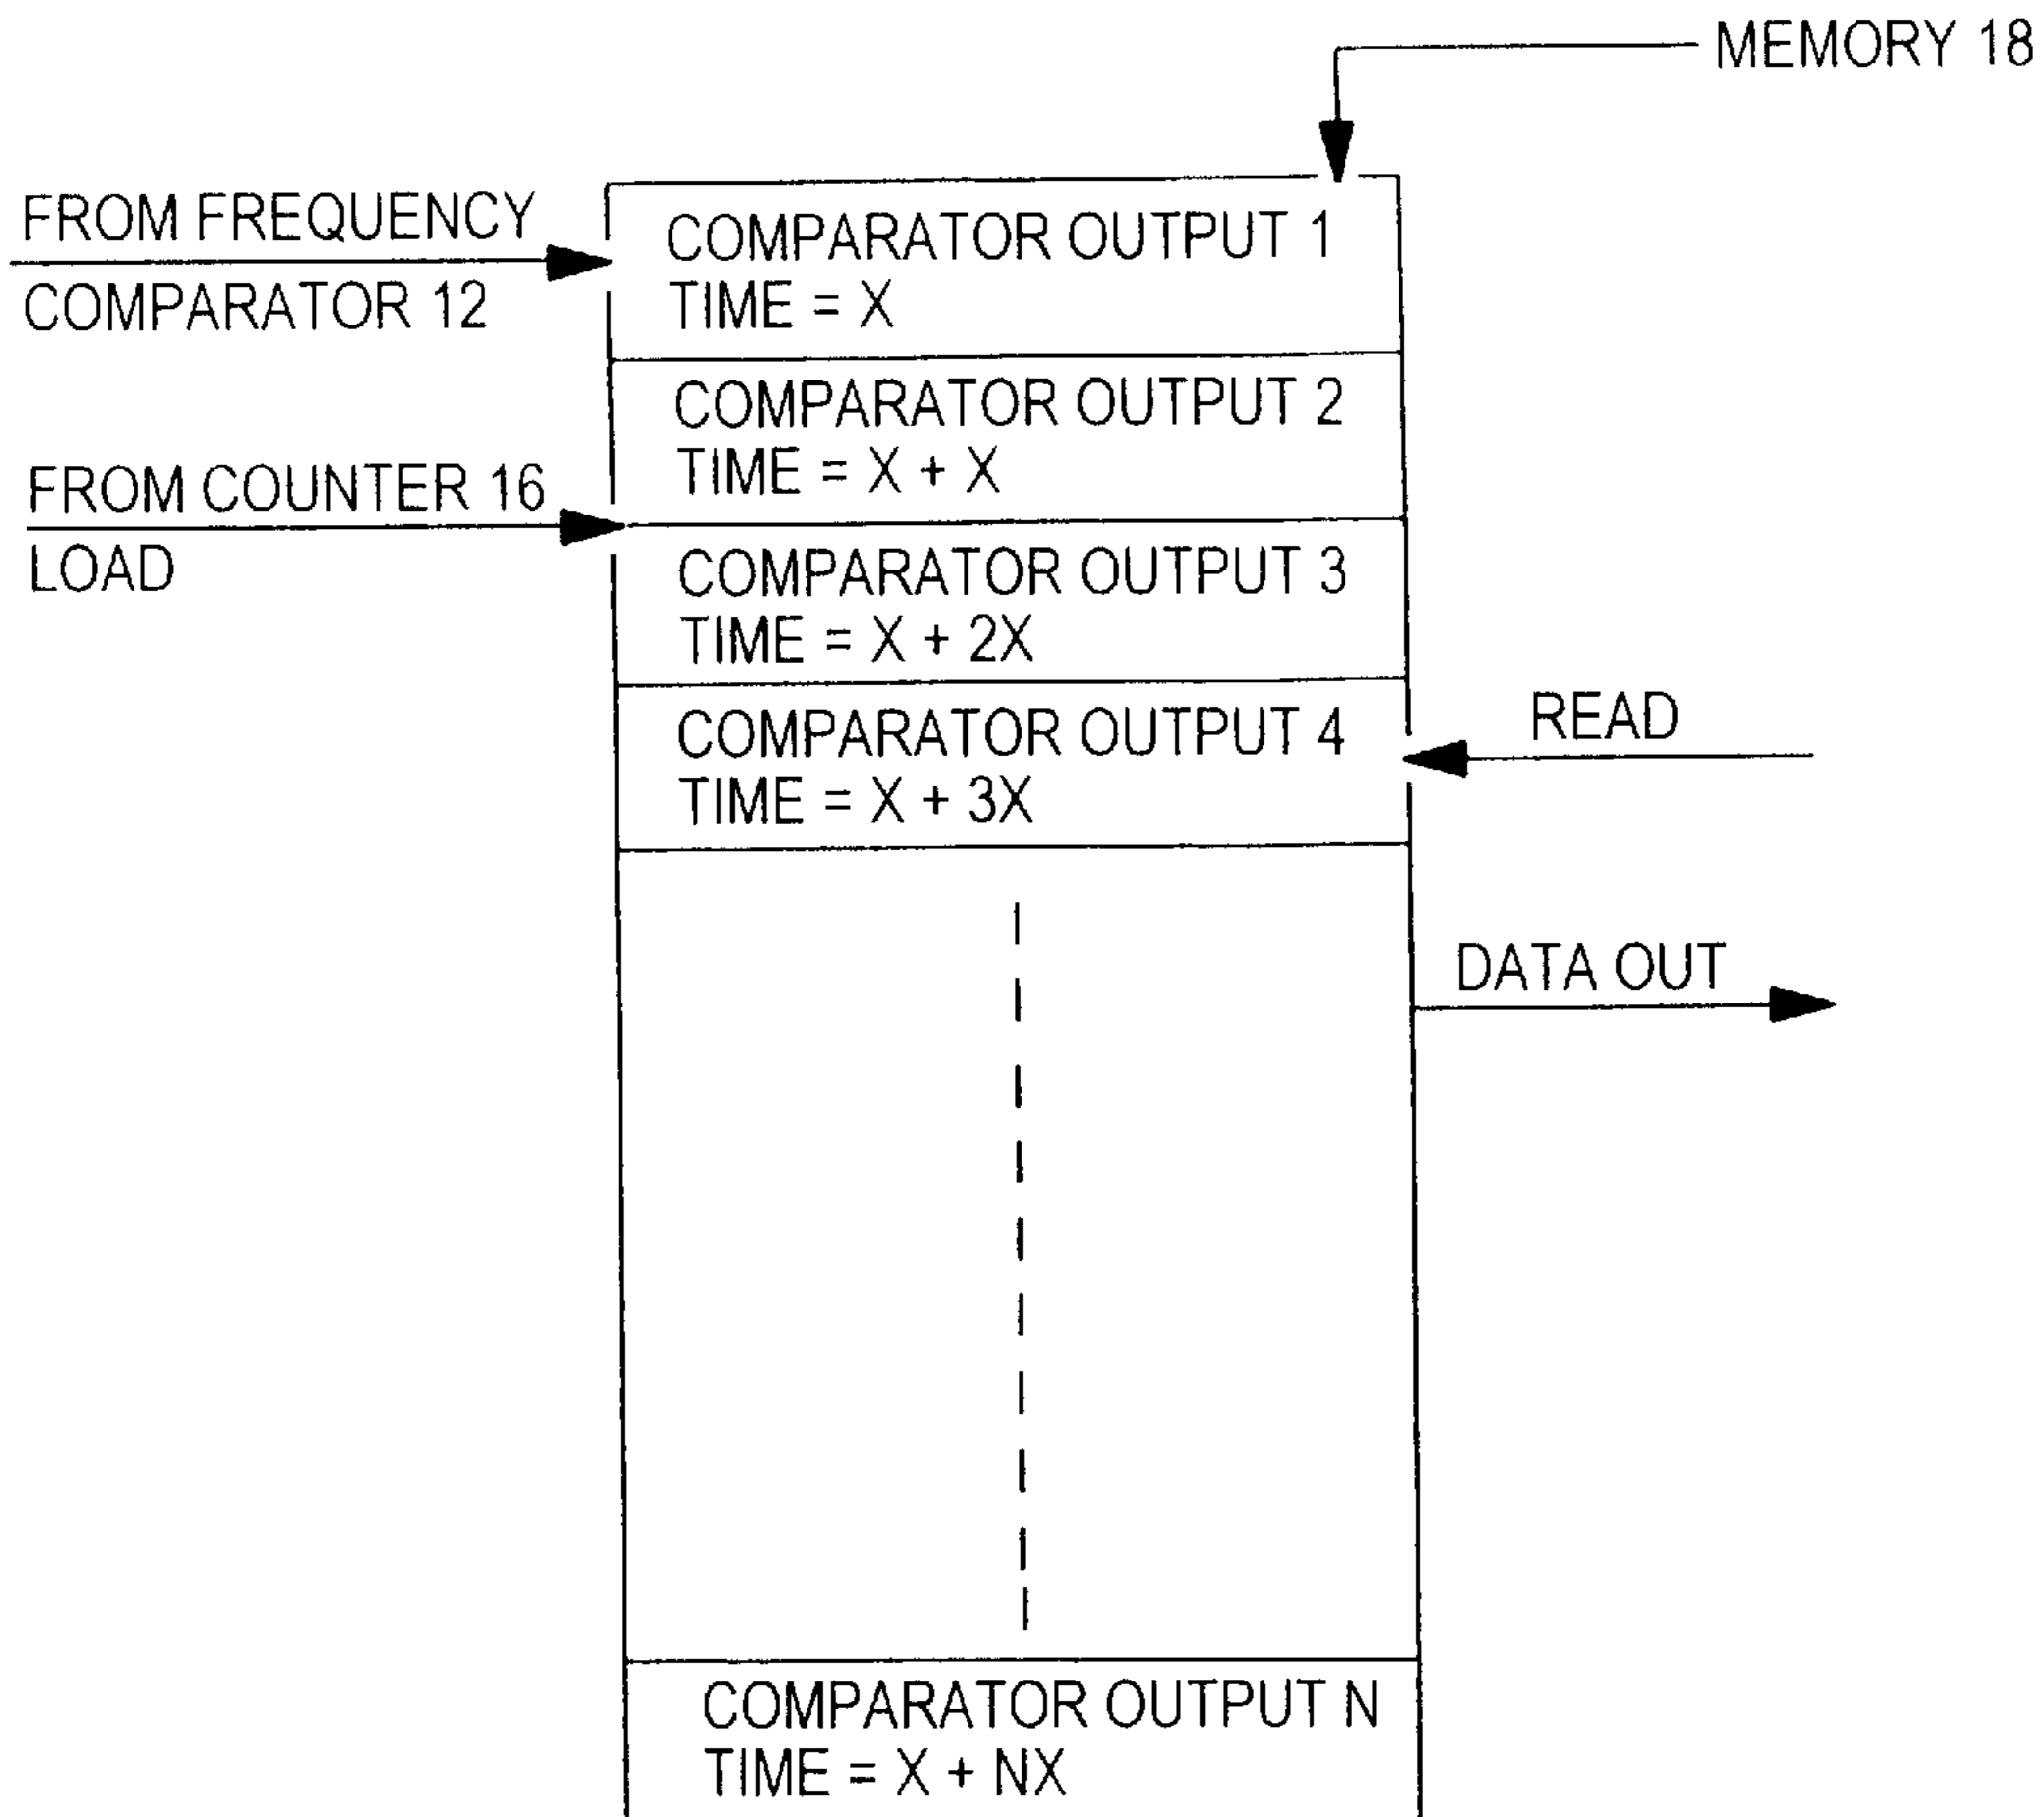 MEMORY 18
FROM FREQUENCY
COMPARATOR 12
COMPARATOR OUTPUT 1
TIME = X
COMPARATOR OUTPUT 2
TIME = X + X
FROM COUNTER 16
LOAD
COMPARATOR OUTPUT 3
TIME = X + 2X
COMPARATOR OUTPUT 4
TIME = X + 3X
READ
DATA OUT
COMPARATOR OUTPUT N
TIME = X + NX